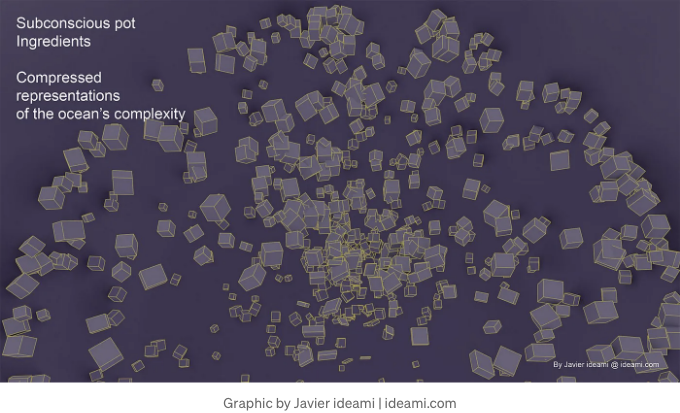 Subconscious pot
Ingredients
Compressed
representations
of the ocean's complexity
By Javier ideami @ ideami.com
Graphic by Javier ideami | ideami.com